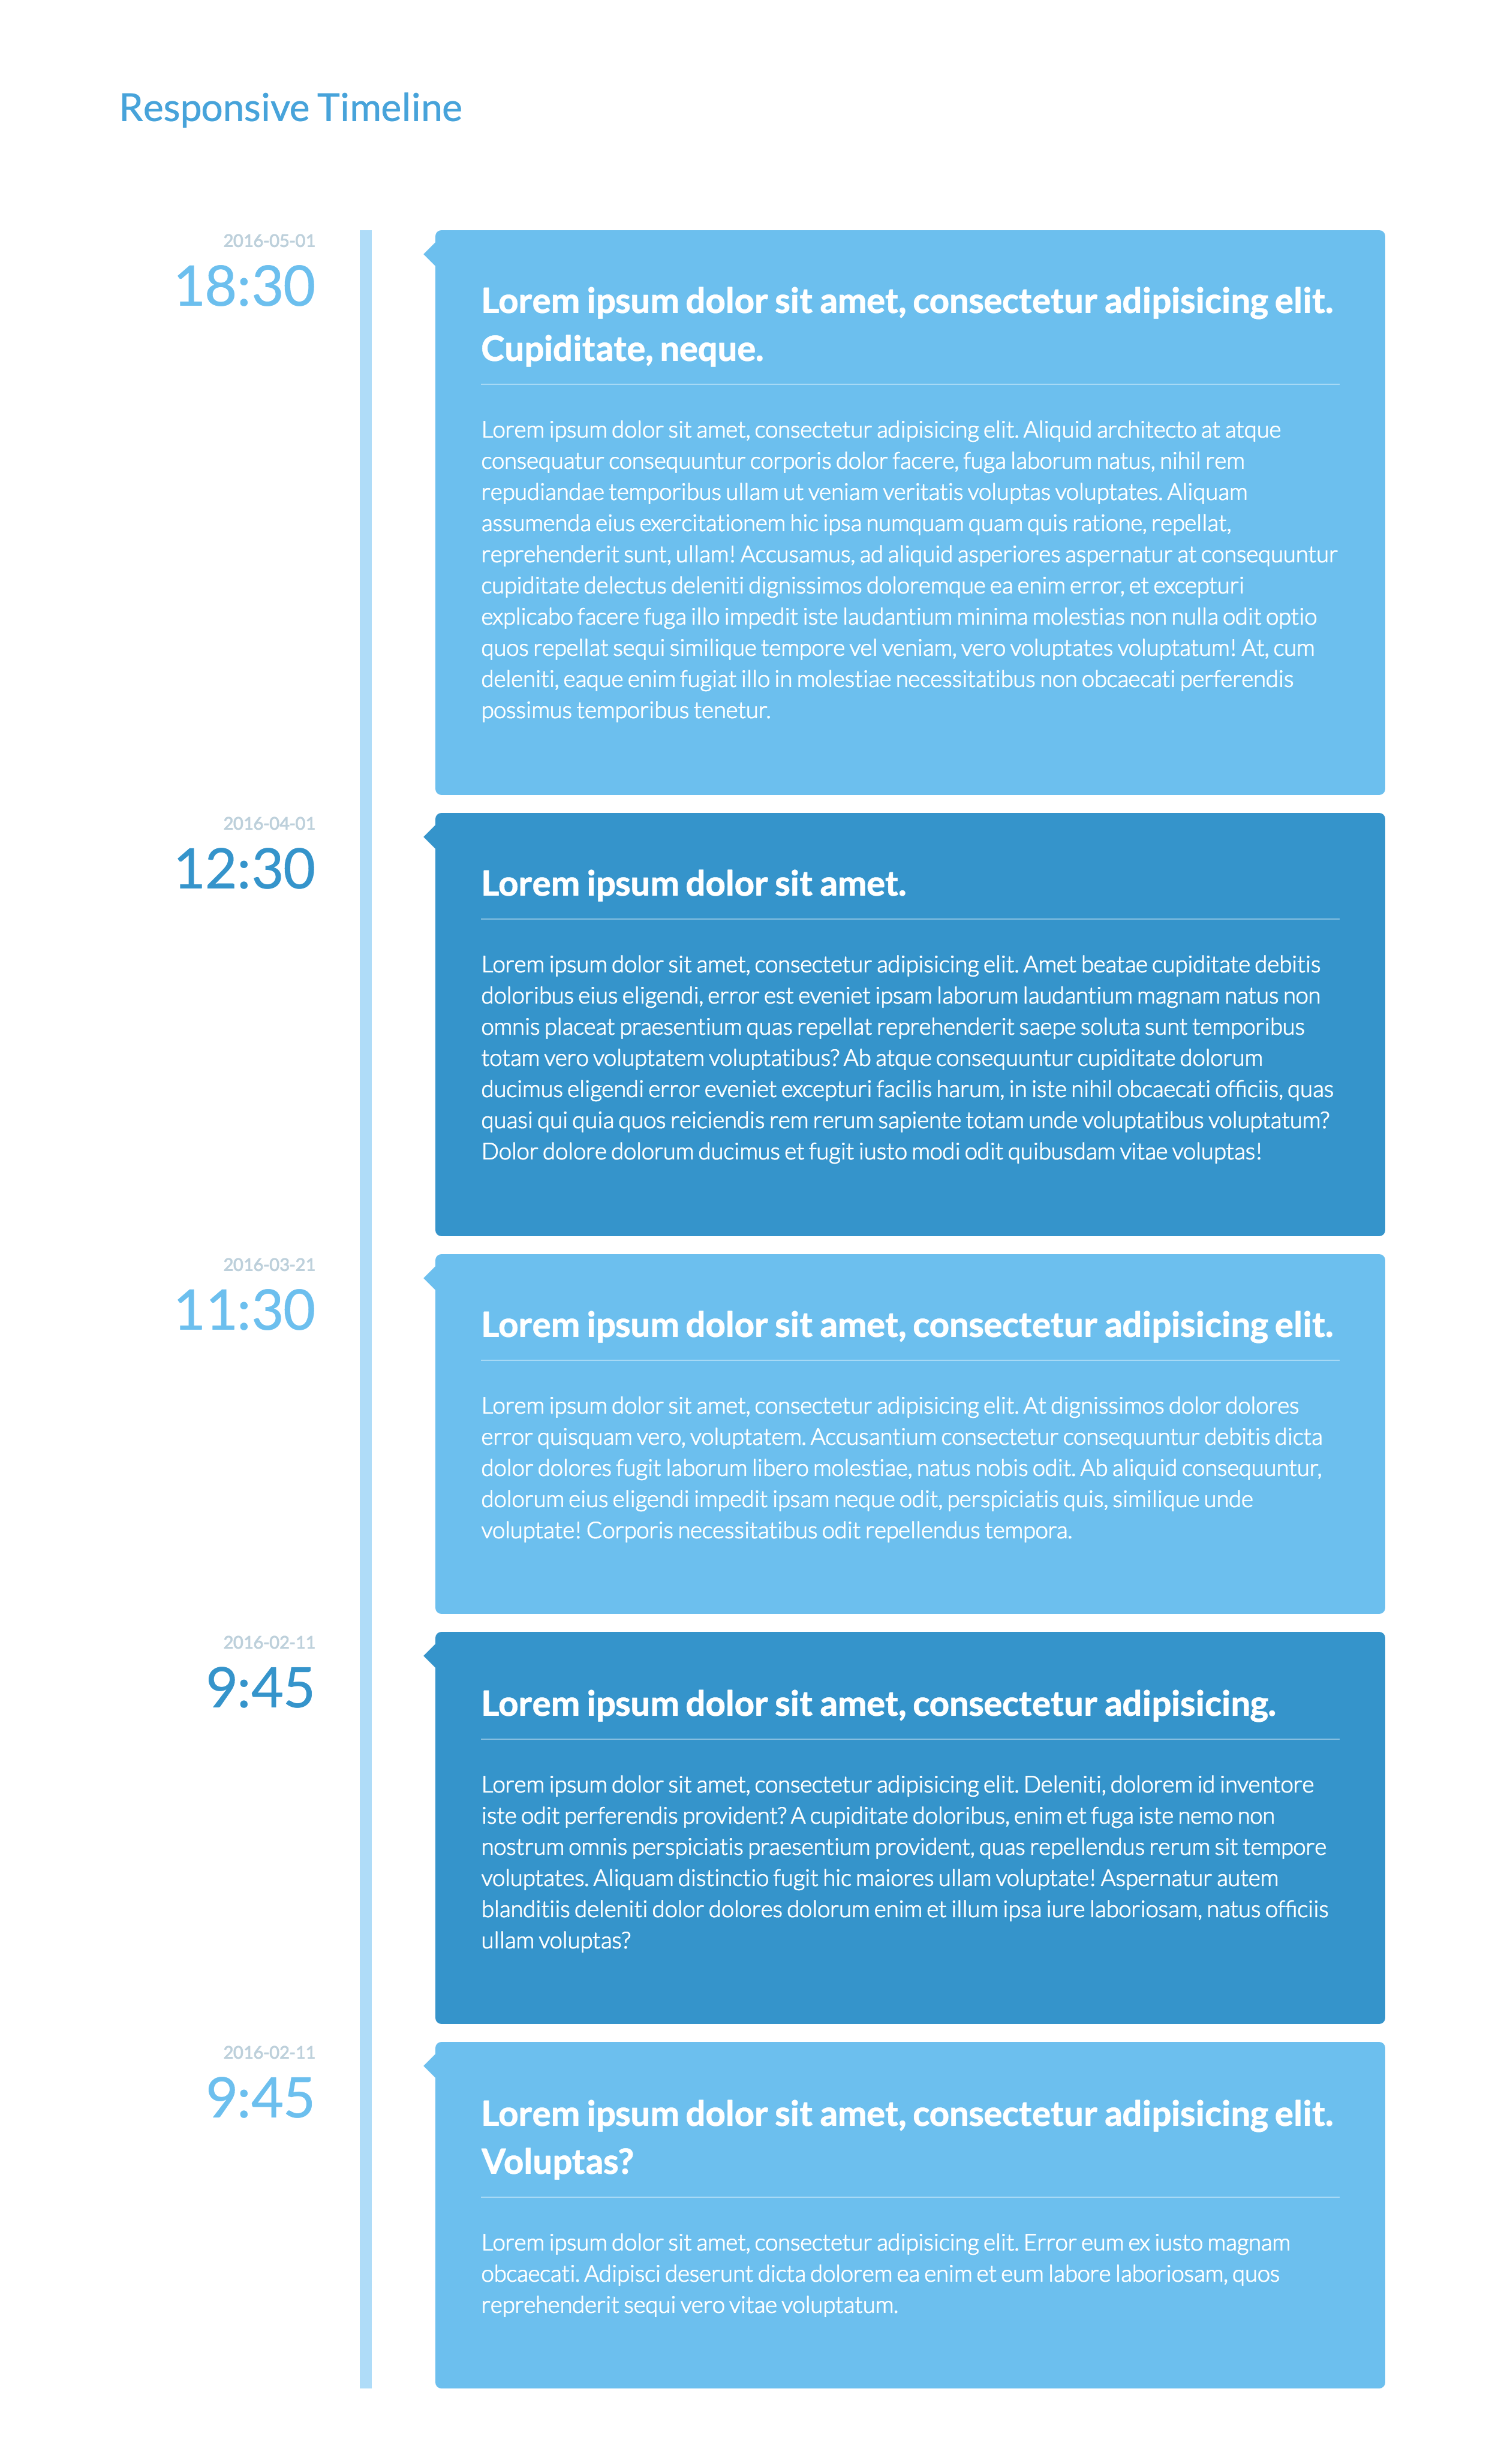 Responsive Timeline
2016-05-01
18:30
Lorem ipsum dolor sit amet, consectetur adipisicing elit.
Cupiditate, neque.
Lorem ipsum dolor sit amet, consectetur adipisicing elit. Aliquid architecto at atque
consequatur consequuntur corporis dolor facere, fuga laborum natus, nihil rem
repudiandae temporibus ullam ut veniam veritatis voluptas voluptates. Aliquam
assumenda eius exercitationem hic ipsa numquam quam quis ratione, repellat,
reprehenderit sunt, ullam! Accusamus, ad aliquid asperiores aspernatur at consequuntur
cupiditate delectus deleniti dignissimos doloremque ea enim error, et excepturi
explicabo facere fuga illo impedit iste laudantium minima molestias non nulla odit optio
quos repellat sequi similique tempore vel veniam, vero voluptates voluptatum! At, cum
deleniti, eaque enim fugiat illo in molestiae necessitatibus non obcaecati perferendis
possimus temporibus tenetur.
2016-04-01
12:30
Lorem ipsum dolor sit amet.
Lorem ipsum dolor sit amet, consectetur adipisicing elit. Amet beatae cupiditate debitis
doloribus eius eligendi, error est eveniet ipsam laborum laudantium magnam natus non
omnis placeat praesentium quas repellat reprehenderit saepe soluta sunt temporibus
totam vero voluptatem voluptatibus? Ab atque consequuntur cupiditate dolorum
ducimus eligendi error eveniet excepturi facilis harum, in iste nihil obcaecati officiis, quas
quasi qui quia quos reiciendis rem rerum sapiente totam unde voluptatibus voluptatum?
Dolor dolore dolorum ducimus et fugit iusto modi odit quibusdam vitae voluptas!
2016-03-21
11:30
Lorem ipsum dolor sit amet, consectetur adipisicing elit.
Lorem ipsum dolor sit amet, consectetur adipisicing elit. At dignissimos dolor dolores
error quisquam vero, voluptatem. Accusantium consectetur consequuntur debitis dicta
dolor dolores fugit laborum libero molestiae, natus nobis odit. Ab aliquid consequuntur,
dolorum eius eligendi impedit ipsam neque odit, perspiciatis quis, similique unde
voluptate! Corporis necessitatibus odit repellendus tempora.
2016-02-11
9:45
Lorem ipsum dolor sit amet, consectetur adipisicing.
Lorem ipsum dolor sit amet, consectetur adipisicing elit. Deleniti, dolorem id inventore
iste odit perferendis provident? A cupiditate doloribus, enim et fuga iste nemo non
nostrum omnis perspiciatis praesentium provident, quas repellendus rerum sit tempore
voluptates. Aliquam distinctio fugit hic maiores ullam voluptate! Aspernatur autem
blanditiis deleniti dolor dolores dolorum enim et illum ipsa iure laboriosam, natus officiis
ullam voluptas?
2016-02-11
9:45
Lorem ipsum dolor sit amet, consectetur adipisicing elit.
Voluptas?
Lorem ipsum dolor sit amet, consectetur adipisicing elit. Error eum ex iusto magnam
obcaecati. Adipisci deserunt dicta dolorem ea enim et eum labore laboriosam, quos
reprehenderit sequi vero vitae voluptatum.